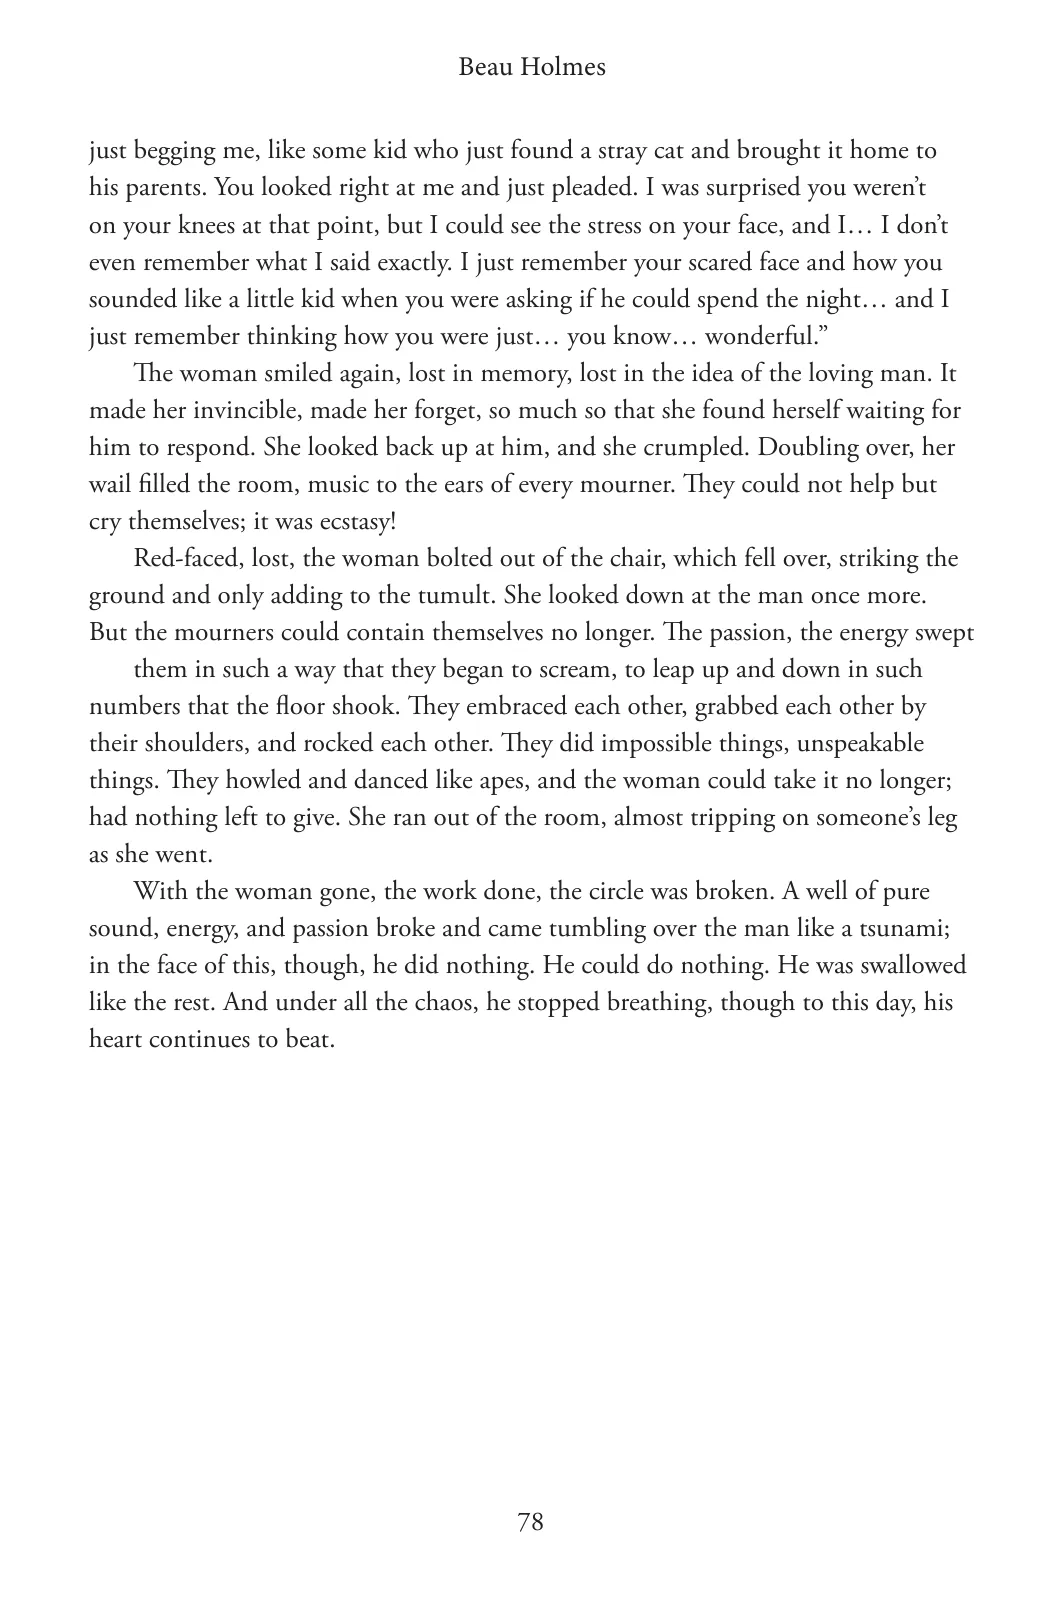 Beau Holmes
just begging me, like some kid who just found a stray cat and brought it home to
his parents. You looked right at me and just pleaded. I was surprised you weren’t
on your knees at that point, but I could see the stress on your face, and I… I don’t
even remember what I said exactly. I just remember your scared face and how you
sounded like a little kid when you were asking if he could spend the night… and I
just remember thinking how you were just… you know… wonderful.”
The woman smiled again, lost in memory, lost in the idea of the loving man. It
made her invincible, made her forget, so much so that she found herself waiting for
him to respond. She looked back up at him, and she crumpled. Doubling over, her
wail filled the room, music to the ears of every mourner. They could not help but
cry themselves; it was ecstasy!
Red-faced, lost, the woman bolted out of the chair, which fell over, striking the
ground and only adding to the tumult. She looked down at the man once more.
But the mourners could contain themselves no longer. The passion, the energy swept
them in such a way that they began to scream, to leap up and down in such
numbers that the floor shook. They embraced each other, grabbed each other by
their shoulders, and rocked each other. They did impossible things, unspeakable
things. They howled and danced like apes, and the woman could take it no longer;
had nothing left to give. She ran out of the room, almost tripping on someone’s leg
as she went.
With the woman gone, the work done, the circle was broken. A well of pure
sound, energy, and passion broke and came tumbling over the man like a tsunami;
in the face of this, though, he did nothing. He could do nothing. He was swallowed
like the rest. And under all the chaos, he stopped breathing, though to this day, his
heart continues to beat.
78